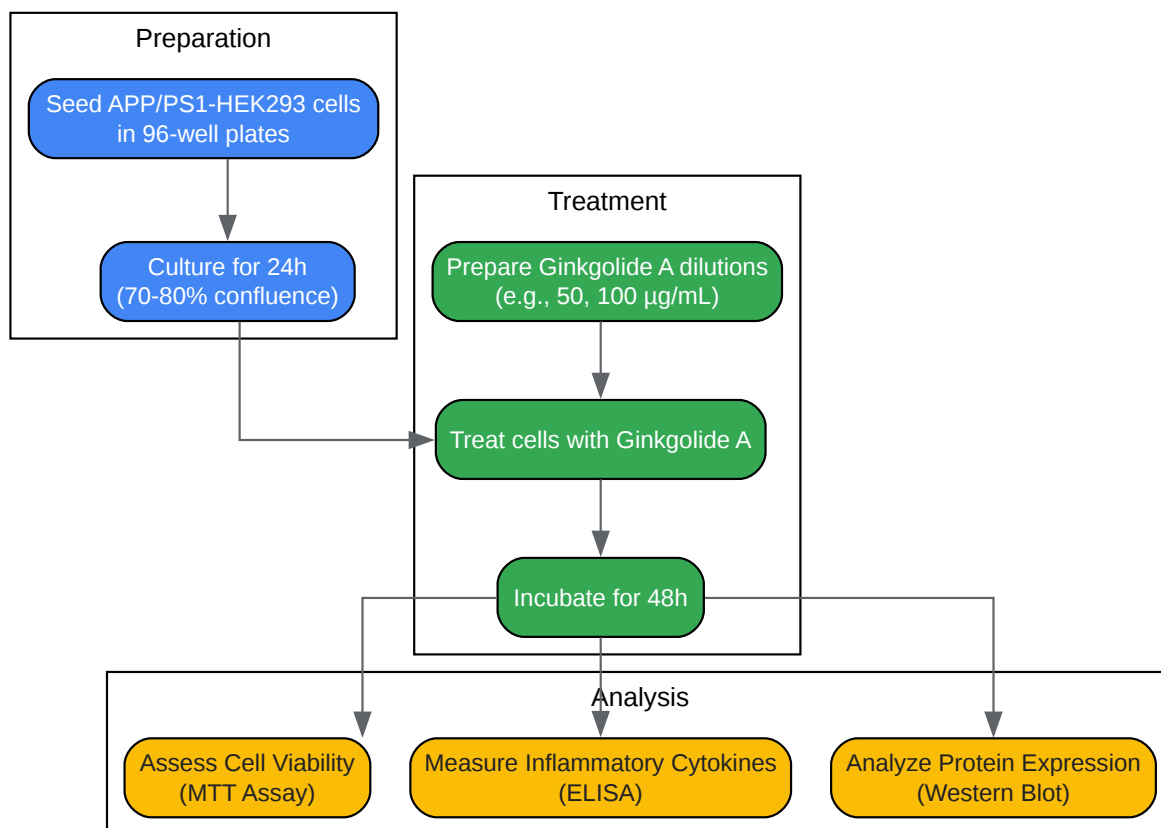 Preparation
Seed APP/PS1-HEK293 cells
in 96-well plates
Culture for 24h
(70-80% confluence)
Treatment
Prepare Ginkgolide A dilutions
(e.g., 50, 100 µg/mL)
Treat cells with Ginkgolide A
Incubate for 48h
Analysis
Assess Cell Viability
(MTT Assay)
Measure Inflammatory Cytokines
(ELISA)
Analyze Protein Expression
(Western Blot)